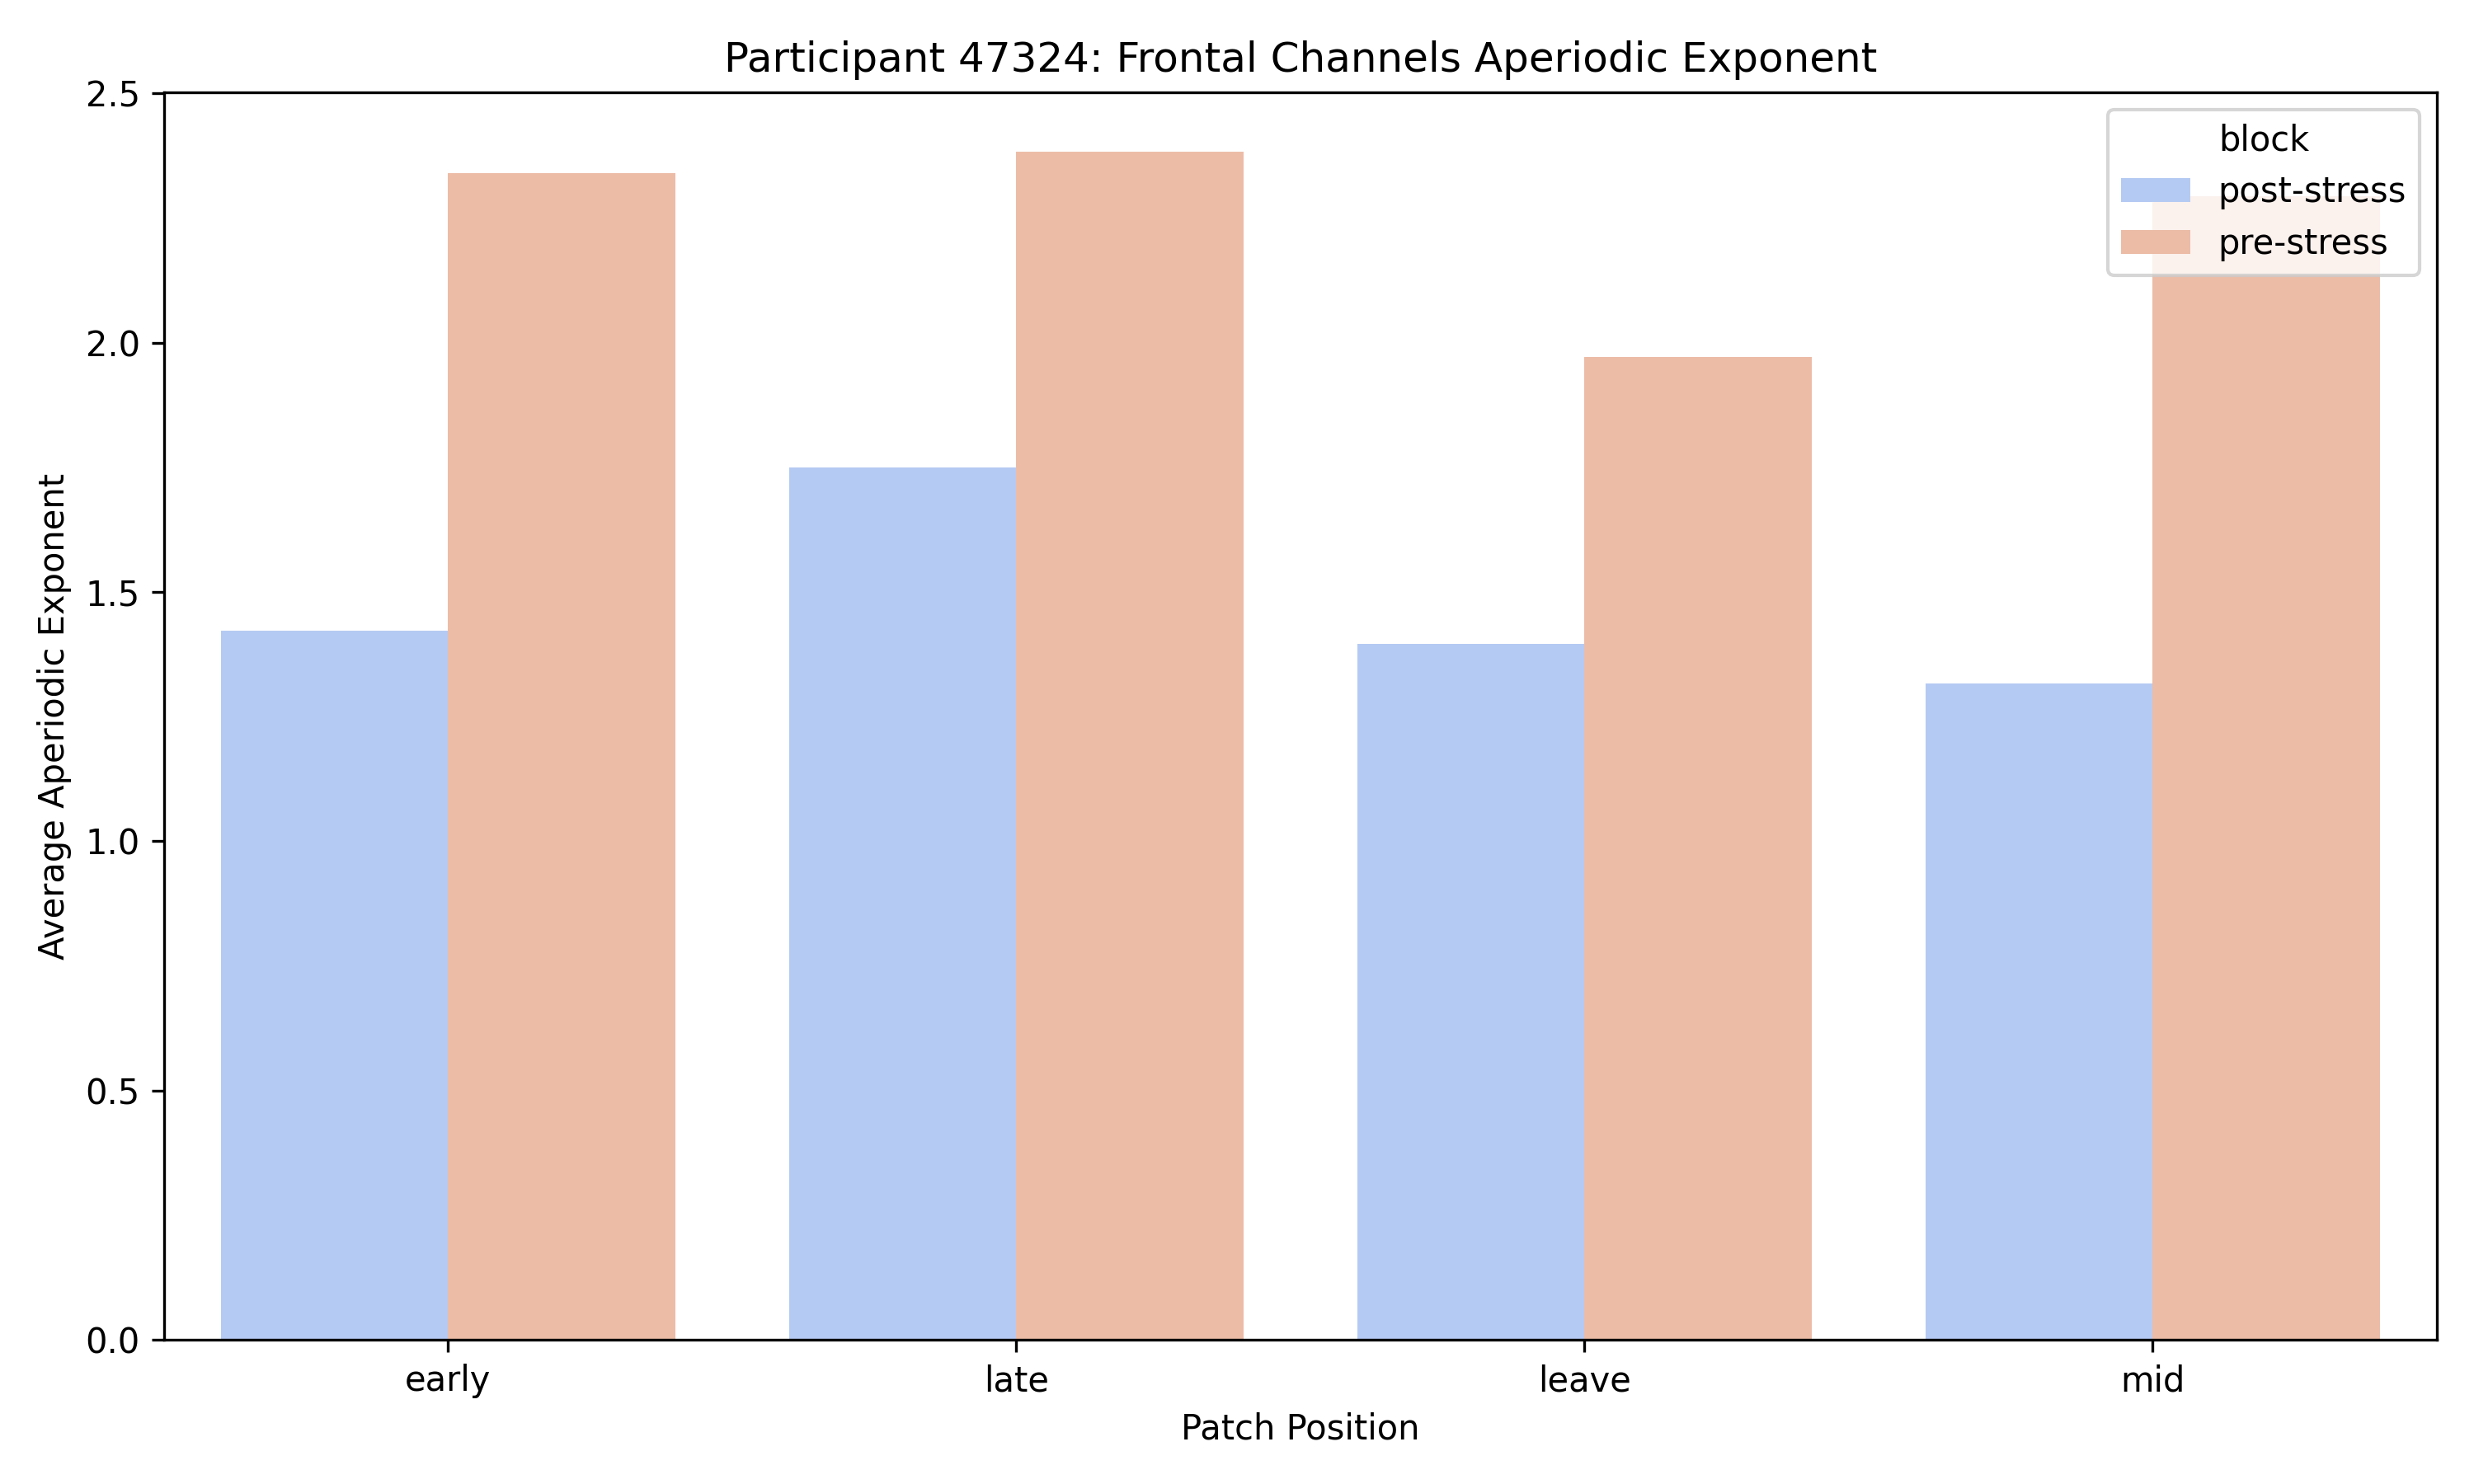 Participant 47324: Frontal Channels Aperiodic Exponent
block
post-stress
pre-stress
Average Aperiodic Exponent
2.5
2.0
1.5
1.0
0.5
0.0
early
late
leave
mid
Patch Position